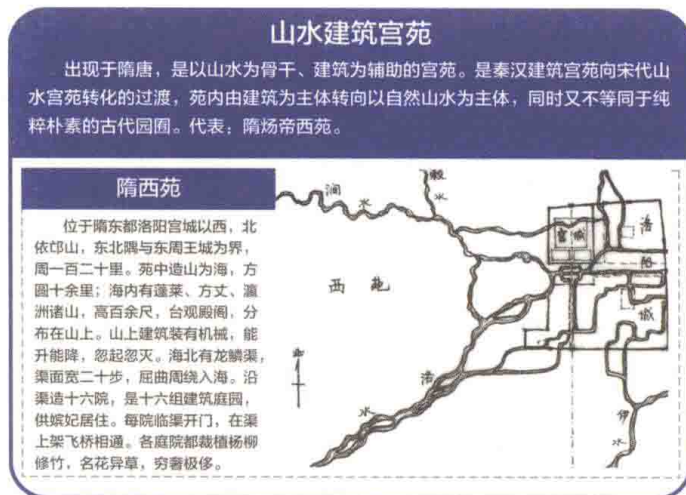 山水建筑宫苑
出现于隋唐，是以山水为骨干、建筑为辅助的宫苑。是秦汉建筑宫苑向宋代山
水宫苑转化的过渡，苑内由建筑为主体转向以自然山水为主体，同时又不等同于纯
粹朴素的古代园囿。代表：隋炀帝西苑。
隋西苑
位于隋东都洛阳宫城以西，北
依邙山，东北隅与东周王城为界，
周一百二十里。苑中造山为海，方
圆十余里；海内有蓬莱、方丈、瀛
洲诸山，高百余尺，台观殿阁，分
布在山上。山上建筑装有机械，能
升能降，忽起忽灭。海北有龙鳞渠，
渠面宽二十步，屈曲周绕入海。沿
渠造十六院，是十六组建筑庭园，
供嫔妃居住。每院临渠开门，在渠
上架飞桥相通。各庭院都栽植杨柳
修竹，名花异草，穷奢极侈。
涧水
毂水
宫城
洛阳城
西苑
洛水
伊水